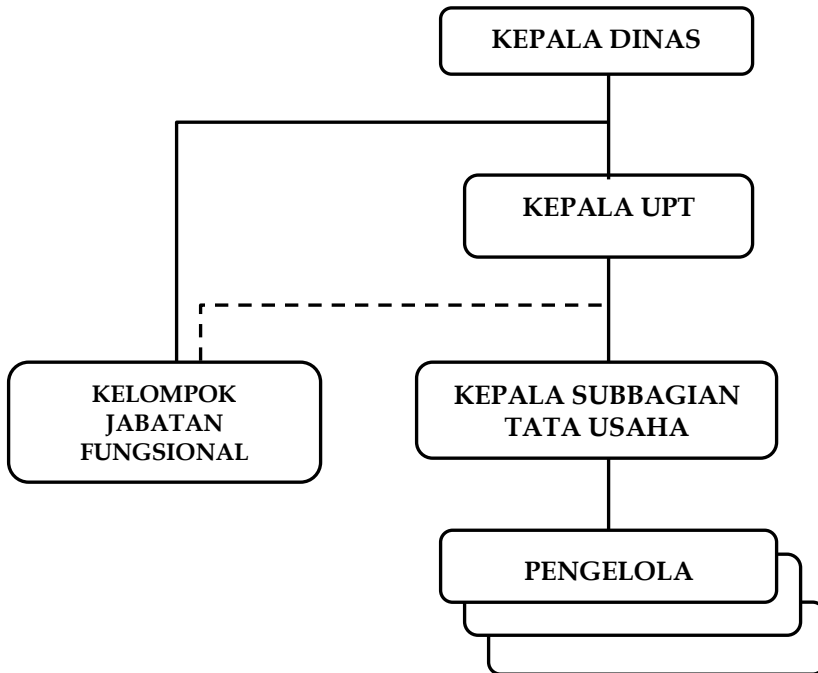 KEPALA DINAS
KEPALA UPT
KELOMPOK
JABATAN
FUNGSIONAL
KEPALA SUBBAGIAN
TATA USAHA
PENGELOLA